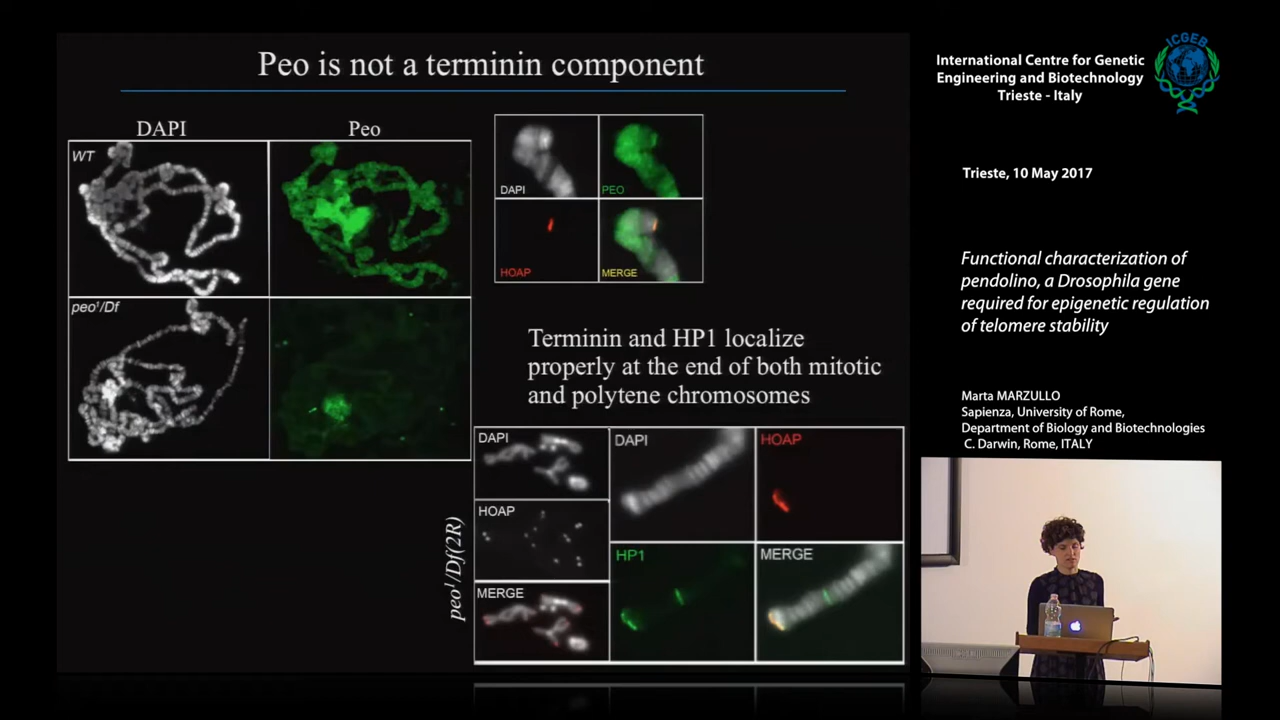 Peo is not a terminin component
DAPI
Peo
WT
peo¹/Df
DAPI
PEO
HOAP
MERGE
Terminin and HP1 localize
properly at the end of both mitotic
and polytene chromosomes
peo¹/Df(2R)
DAPI
HOAP
MERGE
DAPI
HOAP
HP1
MERGE
International Centre for Genetic
Engineering and Biotechnology
Trieste - Italy
ICGEB
Trieste, 10 May 2017
Functional characterization of
pendolino, a Drosophila gene
required for epigenetic regulation
of telomere stability
Marta MARZULLO
Sapienza, University of Rome,
Department of Biology and Biotechnologies
C. Darwin, Rome, ITALY